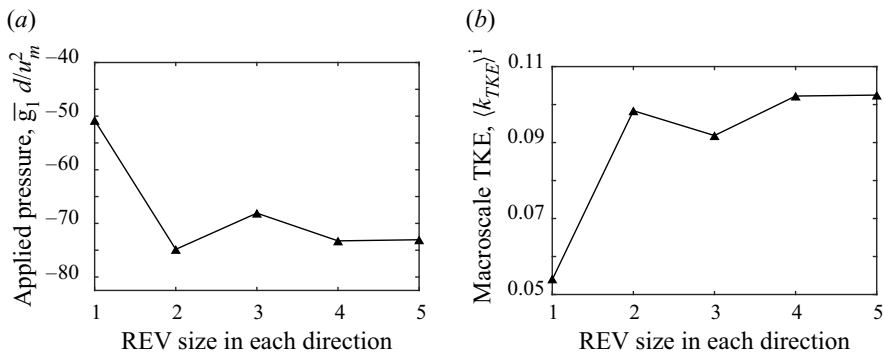 (a)
Applied pressure, g̅₁ d/u²ₘ
−40
−50
−60
−70
−80
1 2 3 4 5
REV size in each direction
(b)
Macroscale TKE, ⟨k_TKE⟩ⁱ
0.11
0.09
0.07
0.05
1 2 3 4 5
REV size in each direction